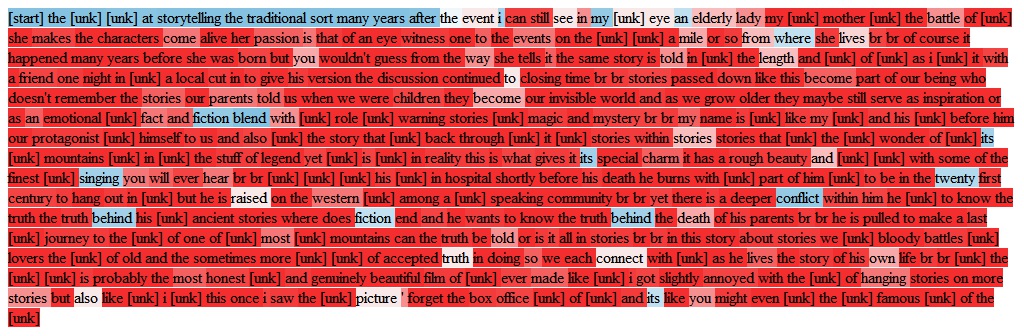 [start] the [unk] [unk] at storytelling the traditional sort many years after the event i can still see in my [unk] eye an elderly lady my [unk] mother [unk] the battle of [unk]
she makes the characters come alive her passion is that of an eye witness one to the events on the [unk] [unk] a mile or so from where she lives br br of course it
happened many years before she was born but you wouldn't guess from the way she tells it the same story is told in [unk] the length and [unk] of [unk] as i [unk] it with
a friend one night in [unk] a local cut in to give his version the discussion continued to closing time br br stories passed down like this become part of our being who
doesn't remember the stories our parents told us when we were children they become our invisible world and as we grow older they maybe still serve as inspiration or
as an emotional [unk] fact and fiction blend with [unk] role [unk] warning stories [unk] magic and mystery br br my name is [unk] like my [unk] and his [unk] before him
our protagonist [unk] himself to us and also [unk] the story that [unk] back through [unk] it [unk] stories within stories stories that [unk] the [unk] wonder of [unk] its
[unk] mountains [unk] in [unk] the stuff of legend yet [unk] is [unk] in reality this is what gives it its special charm it has a rough beauty and [unk] [unk] with some of the
finest [unk] singing you will ever hear br br [unk] [unk] [unk] his [unk] in hospital shortly before his death he burns with [unk] part of him [unk] to be in the twenty first
century to hang out in [unk] but he is raised on the western [unk] among a [unk] speaking community br br yet there is a deeper conflict within him he [unk] to know the
truth the truth behind his [unk] ancient stories where does fiction end and he wants to know the truth behind the death of his parents br br he is pulled to make a last
[unk] journey to the [unk] of one of [unk] most [unk] mountains can the truth be told or is it all in stories br br in this story about stories we [unk] bloody battles [unk]
lovers the [unk] of old and the sometimes more [unk] [unk] of accepted truth in doing so we each connect with [unk] as he lives the story of his own life br br [unk] the
[unk] [unk] is probably the most honest [unk] and genuinely beautiful film of [unk] ever made like [unk] i got slightly annoyed with the [unk] of hanging stories on more
stories but also like [unk] i [unk] this once i saw the [unk] picture ' forget the box office [unk] of [unk] and its like you might even [unk] the [unk] famous [unk] of the
[unk]